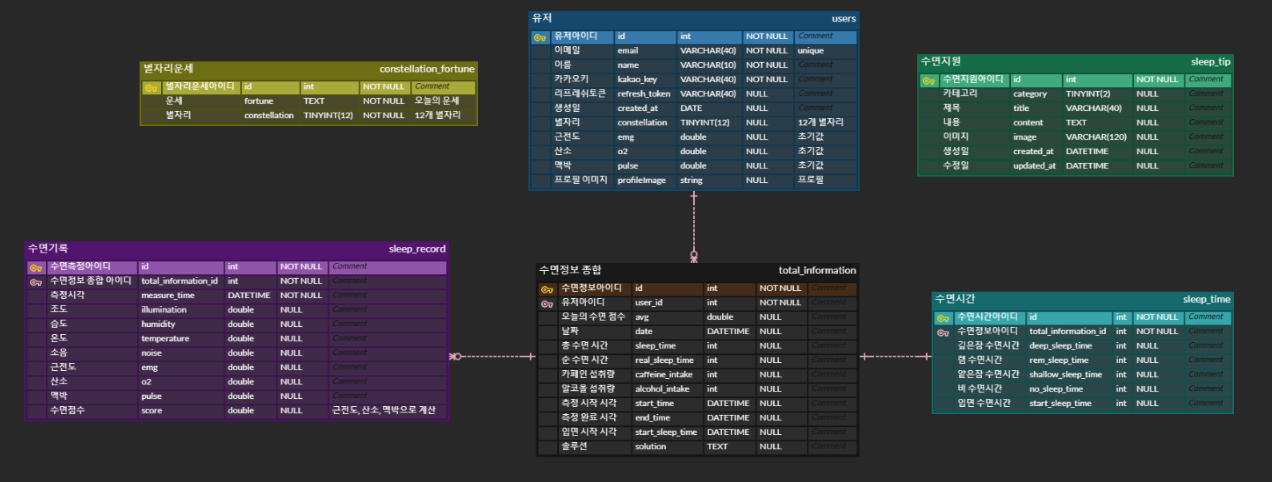 유저 users
유저아이디 id int NOT NULL Comment
이메일 email VARCHAR(40) NOT NULL unique
이름 name VARCHAR(10) NOT NULL Comment
카카오키 kakao_key VARCHAR(40) NOT NULL Comment
리프레쉬토큰 refresh_token VARCHAR(40) NULL Comment
생성일 created_at DATE NULL Comment
별자리 constellation TINYINT(12) NULL 12개 별자리
근전도 emg double NULL 초기값
산소 o2 double NULL 초기값
맥박 pulse double NULL 초기값
프로필 이미지 profileImage string NULL 프로필
별자리운세 constellation_fortune
별자리운세아이디 id int NOT NULL Comment
운세 fortune TEXT NOT NULL 오늘의 운세
별자리 constellation TINYINT(12) NOT NULL 12개 별자리
수면지원 sleep_tip
수면지원아이디 id int NOT NULL Comment
카테고리 category TINYINT(2) NULL Comment
제목 title VARCHAR(40) NULL Comment
내용 content TEXT NULL Comment
이미지 image VARCHAR(120) NULL Comment
생성일 created_at DATETIME NULL Comment
수정일 updated_at DATETIME NULL Comment
수면기록 sleep_record
수면측정아이디 id int NOT NULL Comment
수면정보 종합 아이디 total_information_id int NOT NULL Comment
측정시각 measure_time DATETIME NOT NULL Comment
조도 illumination double NULL Comment
습도 humidity double NULL Comment
온도 temperature double NULL Comment
소음 noise double NULL Comment
근전도 emg double NULL Comment
산소 o2 double NULL Comment
맥박 pulse double NULL Comment
수면점수 score double NULL 근전도, 산소, 맥박으로 계산
수면정보 종합 total_information
수면정보아이디 id int NOT NULL Comment
유저아이디 user_id int NOT NULL Comment
오늘의 수면 점수 avg double NULL Comment
날짜 date DATETIME NULL Comment
총 수면 시간 sleep_time int NULL Comment
순 수면 시간 real_sleep_time int NULL Comment
카페인 섭취량 caffeine_intake int NULL Comment
알코올 섭취량 alcohol_intake int NULL Comment
측정 시작 시각 start_time DATETIME NULL Comment
측정 완료 시각 end_time DATETIME NULL Comment
입면 시작 시각 start_sleep_time DATETIME NULL Comment
솔루션 solution TEXT NULL Comment
수면시간 sleep_time
수면시간아이디 id int NOT NULL Comment
수면정보아이디 total_information_id int NOT NULL Comment
깊은잠 수면시간 deep_sleep_time int NULL Comment
렘 수면시간 rem_sleep_time int NULL Comment
얕은잠 수면시간 shallow_sleep_time int NULL Comment
비 수면시간 no_sleep_time int NULL Comment
입면 수면시간 start_sleep_time int NULL Comment